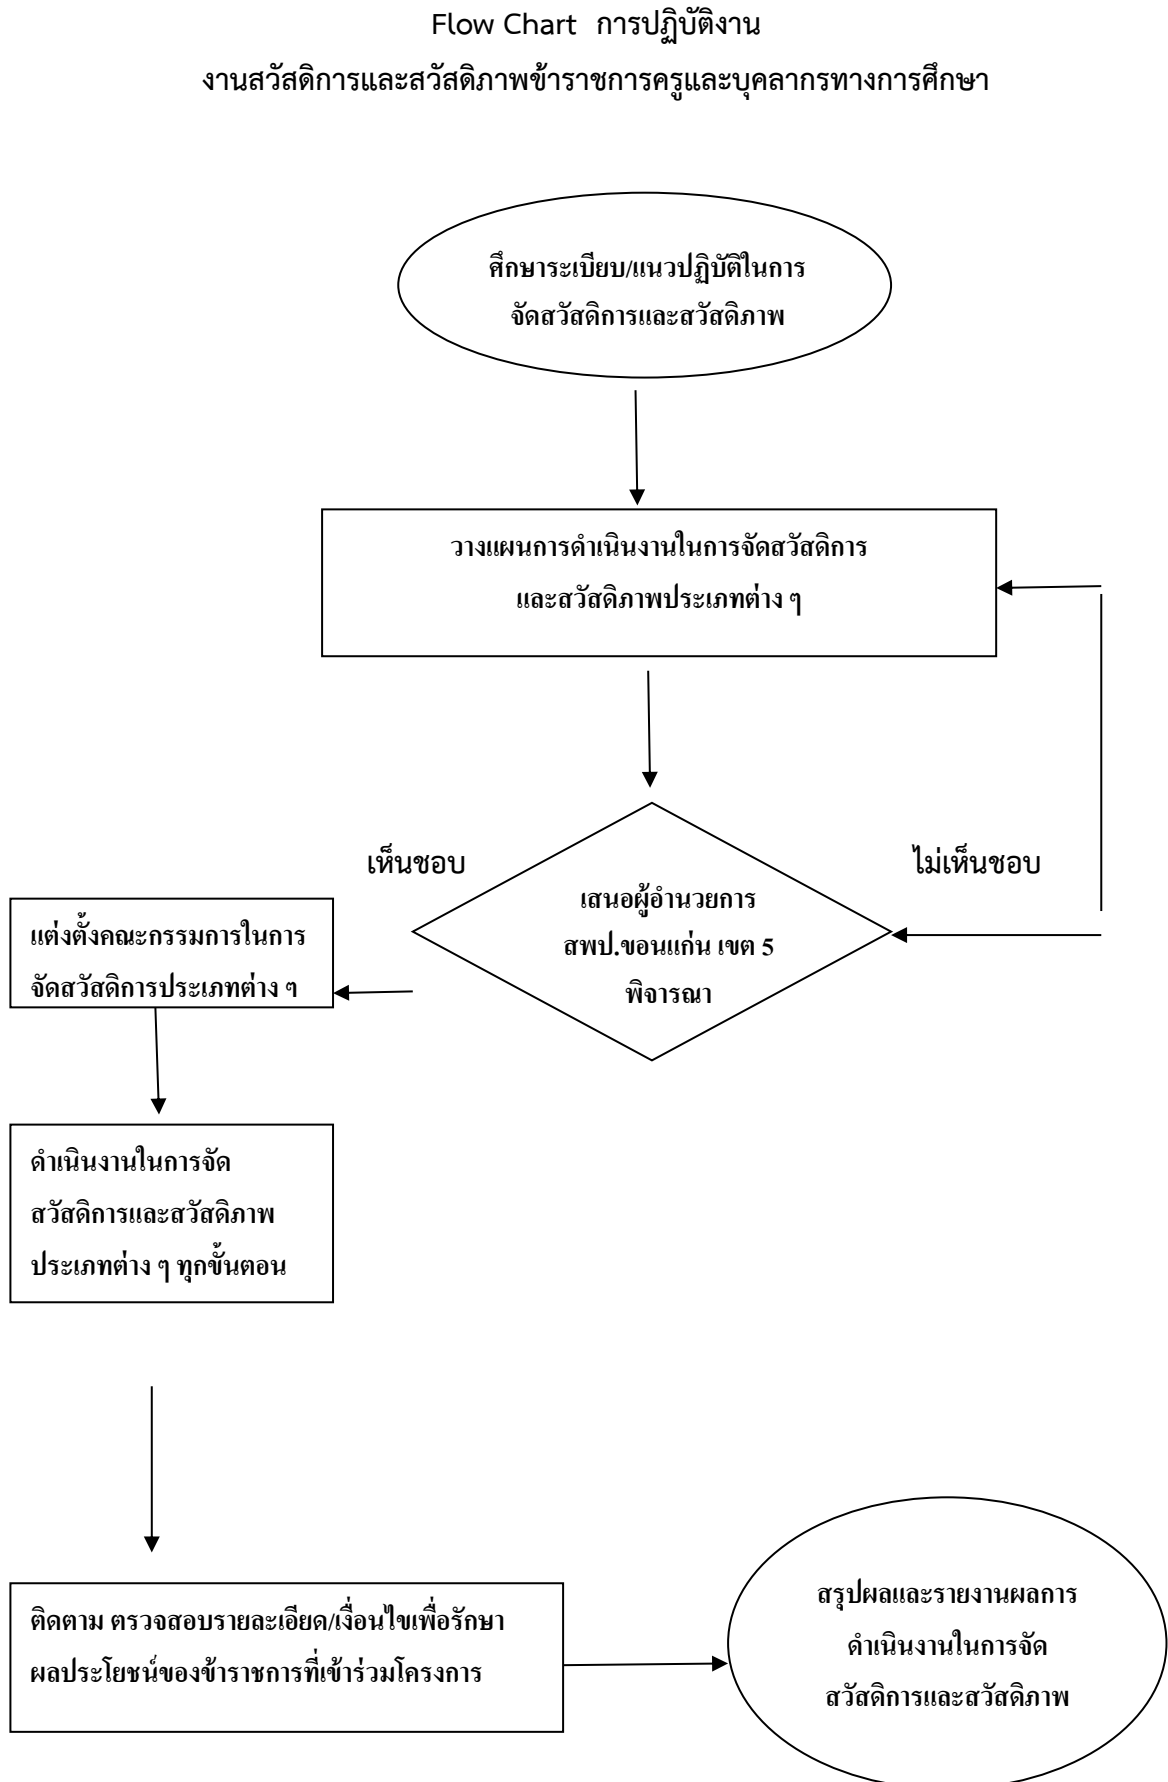 Flow Chart การปฏิบัติงาน
งานสวัสดิการและสวัสดิภาพข้าราชการครูและบุคลากรทางการศึกษา
ศึกษาระเบียบ/แนวปฏิบัติในการ
จัดสวัสดิการและสวัสดิภาพ
วางแผนการดำเนินงานในการจัดสวัสดิการ
และสวัสดิภาพประเภทต่าง ๆ
เห็นชอบ
ไม่เห็นชอบ
เสนอผู้อำนวยการ
สพป.ขอนแก่น เขต 5
พิจารณา
แต่งตั้งคณะกรรมการในการ
จัดสวัสดิการประเภทต่าง ๆ
ดำเนินงานในการจัด
สวัสดิการและสวัสดิภาพ
ประเภทต่าง ๆ ทุกขั้นตอน
ติดตาม ตรวจสอบรายละเอียด/เงื่อนไขเพื่อรักษา
ผลประโยชน์ของข้าราชการที่เข้าร่วมโครงการ
สรุปผลและรายงานผลการ
ดำเนินงานในการจัด
สวัสดิการและสวัสดิภาพ